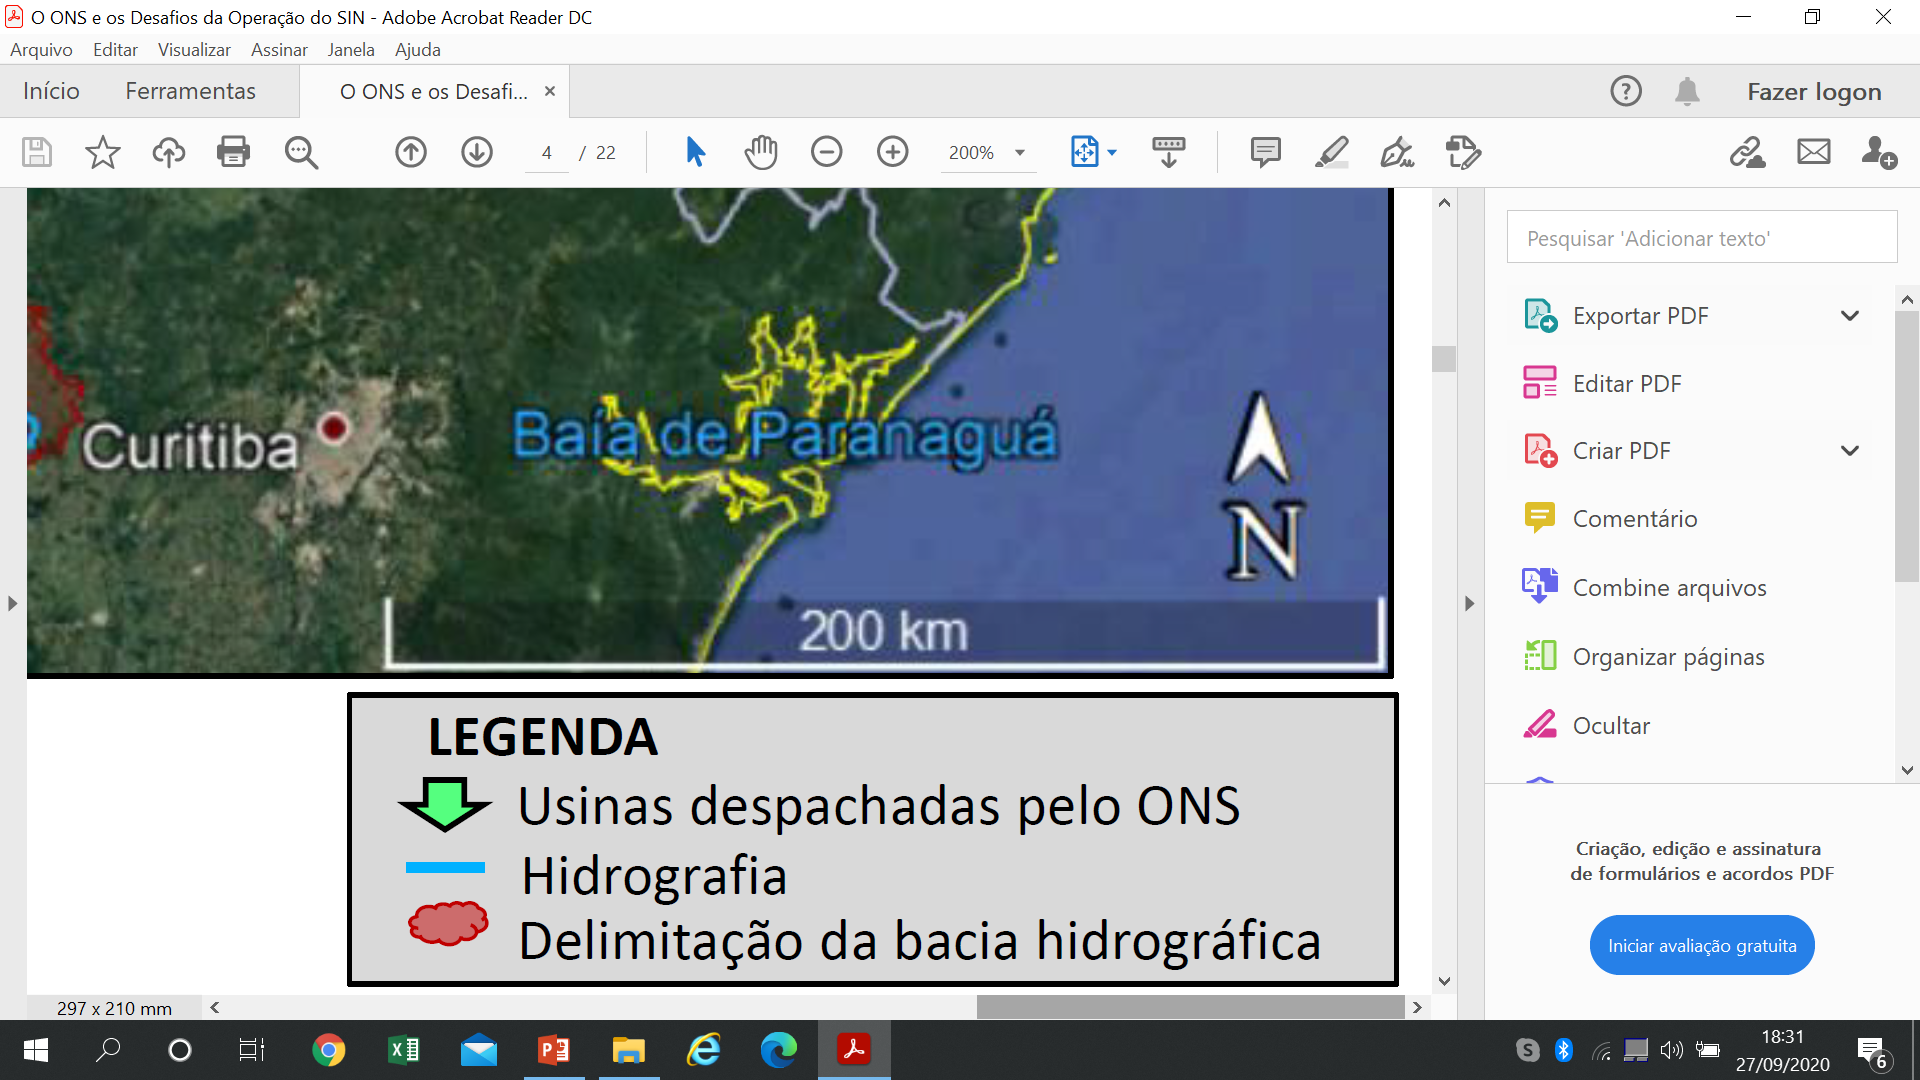 O ONS e os Desafios da Operação do SIN - Adobe Acrobat Reader DC
Arquivo Editar Visualizar Assinar Janela Ajuda
Início Ferramentas O ONS e os Desafi... × Fazer logon
4 / 22 200%
Pesquisar 'Adicionar texto'
Exportar PDF
Editar PDF
Criar PDF
Comentário
Combine arquivos
Organizar páginas
Ocultar
Curitiba
Baía de Paranaguá
N
200 km
LEGENDA
Usinas despachadas pelo ONS
Hidrografia
Delimitação da bacia hidrográfica
Criação, edição e assinatura
de formulários e acordos PDF
Iniciar avaliação gratuita
297 x 210 mm
18:31
27/09/2020
6